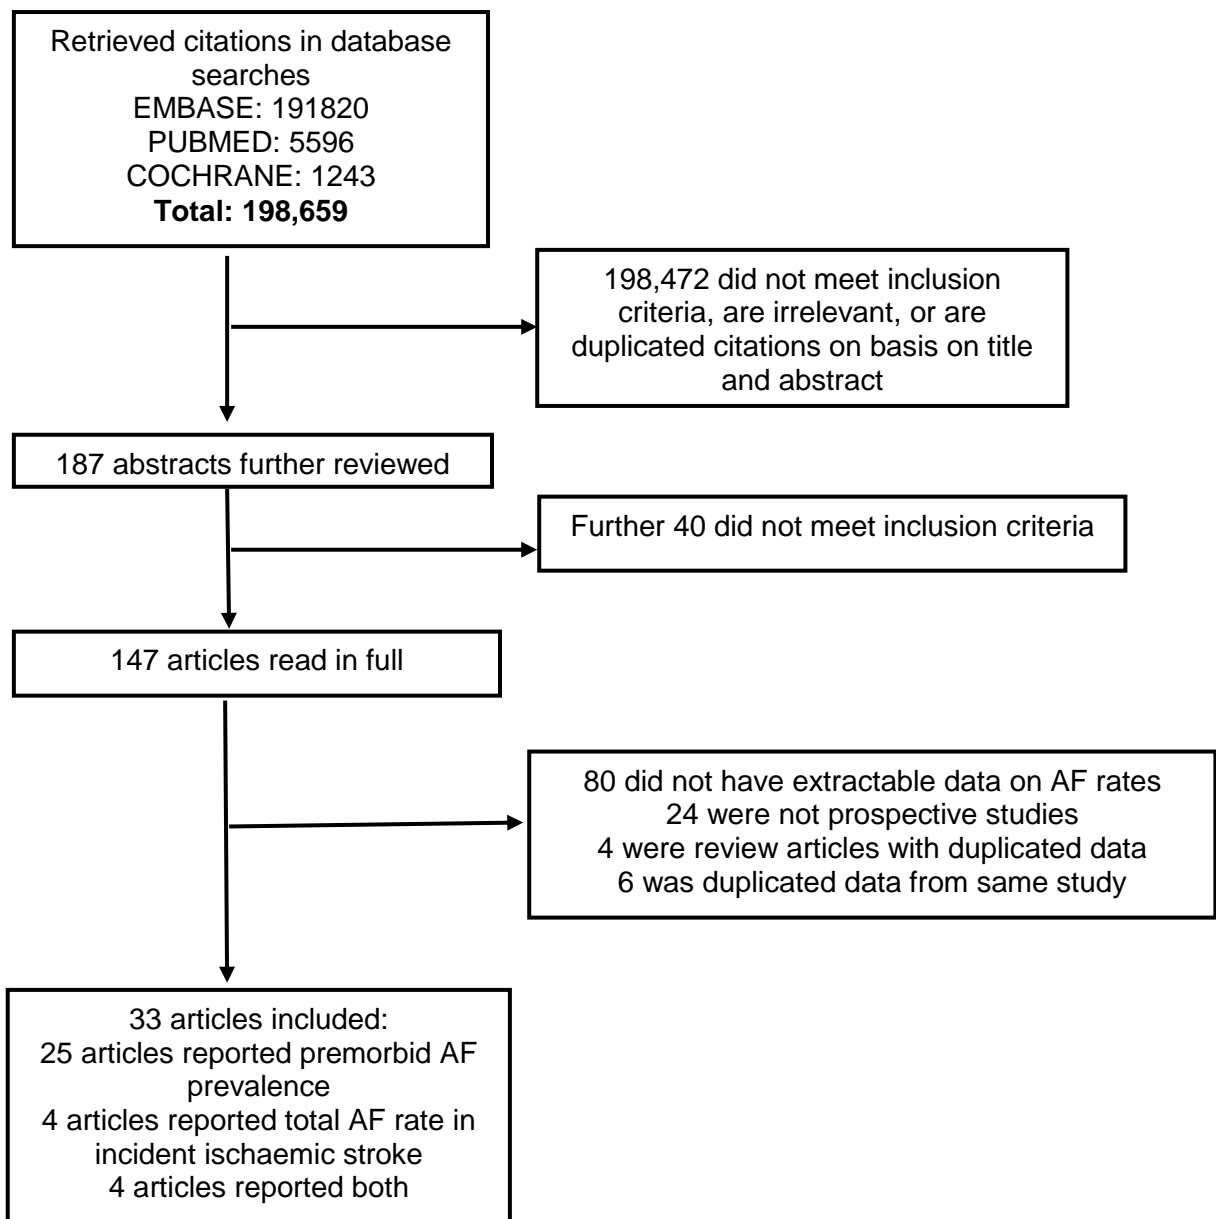 Retrieved citations in database
searches
EMBASE: 191820
PUBMED: 5596
COCHRANE: 1243
Total: 198,659
198,472 did not meet inclusion
criteria, are irrelevant, or are
duplicated citations on basis on title
and abstract
187 abstracts further reviewed
Further 40 did not meet inclusion criteria
147 articles read in full
80 did not have extractable data on AF rates
24 were not prospective studies
4 were review articles with duplicated data
6 was duplicated data from same study
33 articles included:
25 articles reported premorbid AF
prevalence
4 articles reported total AF rate in
incident ischaemic stroke
4 articles reported both